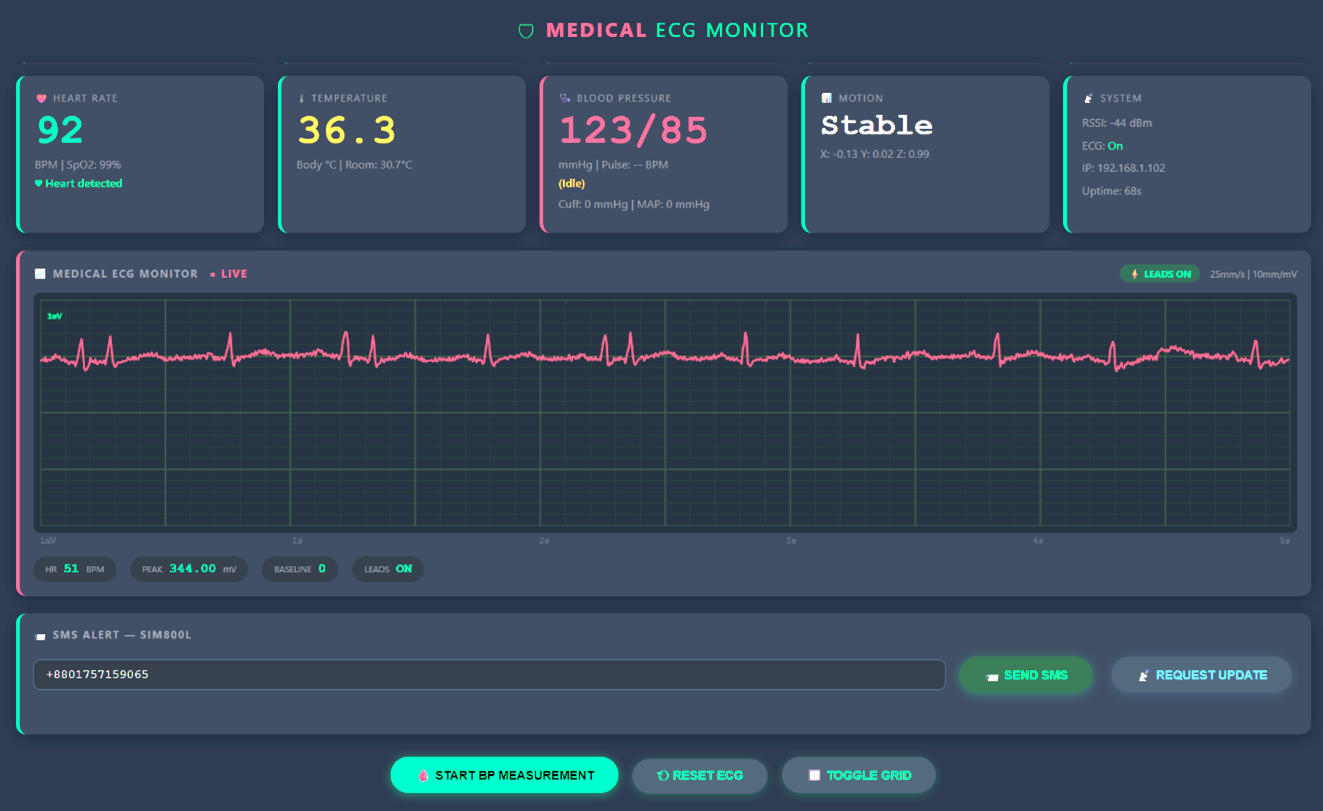 MEDICAL ECG MONITOR
HEART RATE
92
BPM | SpO2: 99%
Heart detected
TEMPERATURE
36.3
Body °C | Room: 30.7°C
BLOOD PRESSURE
123/85
mmHg | Pulse: -- BPM
(Idle)
Cuff: 0 mmHg | MAP: 0 mmHg
MOTION
Stable
X: -0.13 Y: 0.02 Z: 0.99
SYSTEM
RSSI: -44 dBm
ECG: On
IP: 192.168.1.102
Uptime: 68s
MEDICAL ECG MONITOR LIVE
LEADS ON 25mm/s | 10mm/mV
1mV
1mV 1s 2s 3s 4s 5s
HR 51 BPM PEAK 344.00 mV BASELINE 0 LEADS ON
SMS ALERT — SIM800L
+8801757159065
SEND SMS REQUEST UPDATE
START BP MEASUREMENT RESET ECG TOGGLE GRID